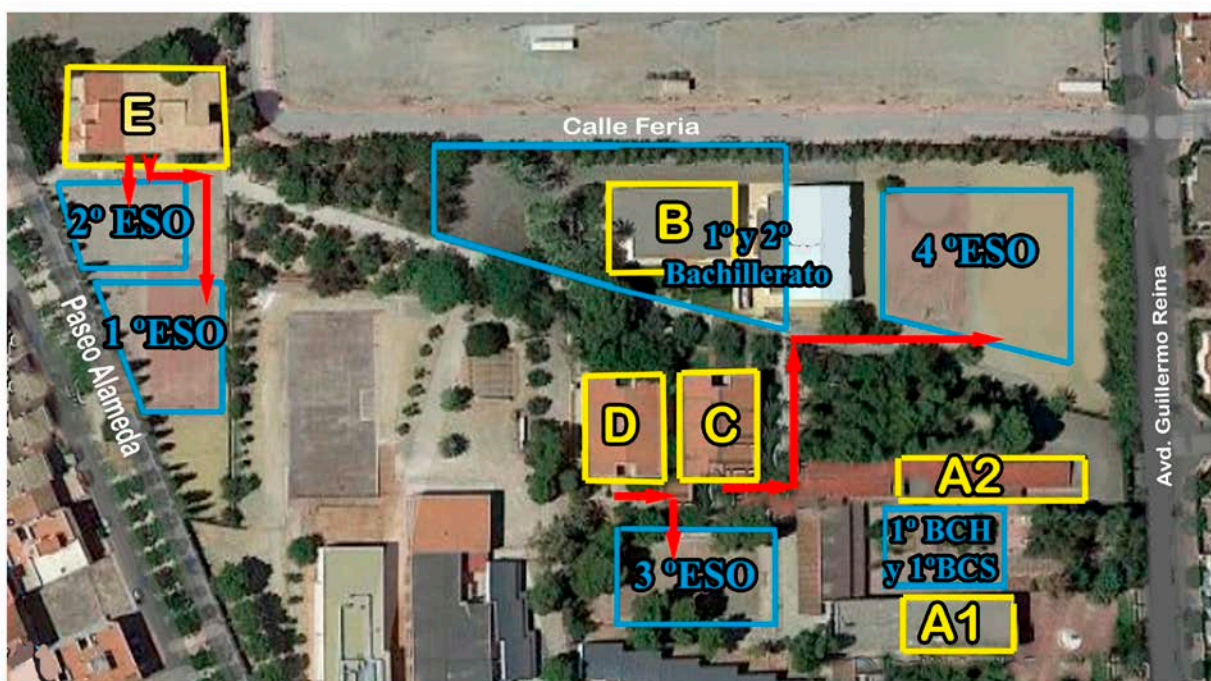 E
Calle Feria
2º ESO
B
1º y 2º
Bachillerato
4 ºESO
1 ºESO
Paseo Alameda
Avd. Guillermo Reina
D
C
A2
1º BCH
y 1ºBCS
3 ºESO
A1